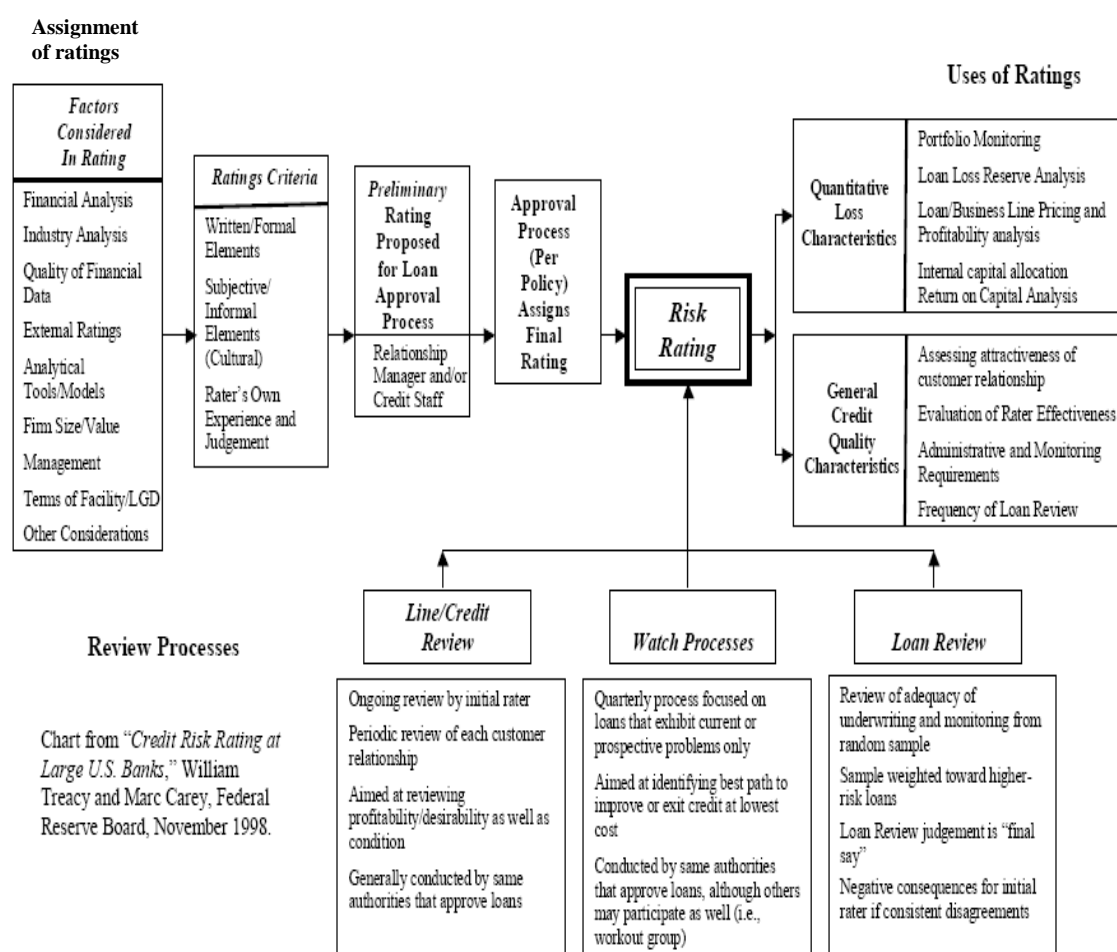 Assignment
of ratings
Uses of Ratings
Factors
Considered
In Rating
Financial Analysis
Industry Analysis
Quality of Financial
Data
External Ratings
Analytical
Tools/Models
Firm Size/Value
Management
Terms of Facility/LGD
Other Considerations
Ratings Criteria
Written/Formal
Elements
Subjective/
Informal
Elements
(Cultural)
Rater's Own
Experience and
Judgement
Preliminary
Rating
Proposed
for Loan
Approval
Process
Relationship
Manager and/or
Credit Staff
Approval
Process
(Per
Policy)
Assigns
Final
Rating
Risk
Rating
Quantitative
Loss
Characteristics
Portfolio Monitoring
Loan Loss Reserve Analysis
Loan/Business Line Pricing and
Profitability analysis
Internal capital allocation
Return on Capital Analysis
General
Credit
Quality
Characteristics
Assessing attractiveness of
customer relationship
Evaluation of Rater Effectiveness
Administrative and Monitoring
Requirements
Frequency of Loan Review
Review Processes
Chart from "Credit Risk Rating at
Large U.S. Banks," William
Treacy and Marc Carey, Federal
Reserve Board, November 1998.
Line/Credit
Review
Ongoing review by initial rater
Periodic review of each customer
relationship
Aimed at reviewing
profitability/desirability as well as
condition
Generally conducted by same
authorities that approve loans
Watch Processes
Quarterly process focused on
loans that exhibit current or
prospective problems only
Aimed at identifying best path to
improve or exit credit at lowest
cost
Conducted by same authorities
that approve loans, although others
may participate as well (i.e.,
workout group)
Loan Review
Review of adequacy of
underwriting and monitoring from
random sample
Sample weighted toward higher-
risk loans
Loan Review judgement is "final
say"
Negative consequences for initial
rater if consistent disagreements